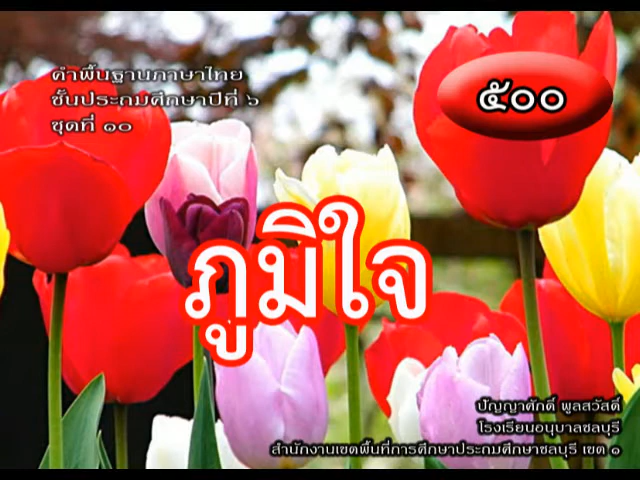 คำพื้นฐานภาษาไทย
ชั้นประถมศึกษาปีที่ ๖
ชุดที่ ๑๐
๕๐๐
ภูมิใจ
ปัญญาศักดิ์ พูลสวัสดิ์
โรงเรียนอนุบาลชลบุรี
สำนักงานเขตพื้นที่การศึกษาประถมศึกษาชลบุรี เขต ๑